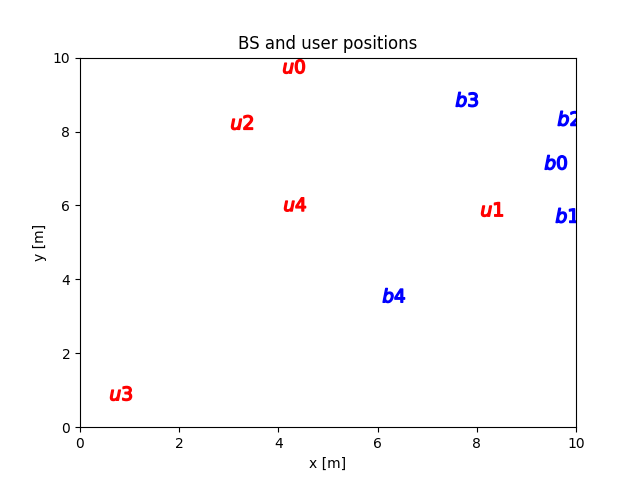 BS and user positions
10
u0
b3
b2
8
u2
b0
6
u4
u1
b1
y [m]
4
b4
2
u3
0
0 2 4 6 8 10
x [m]